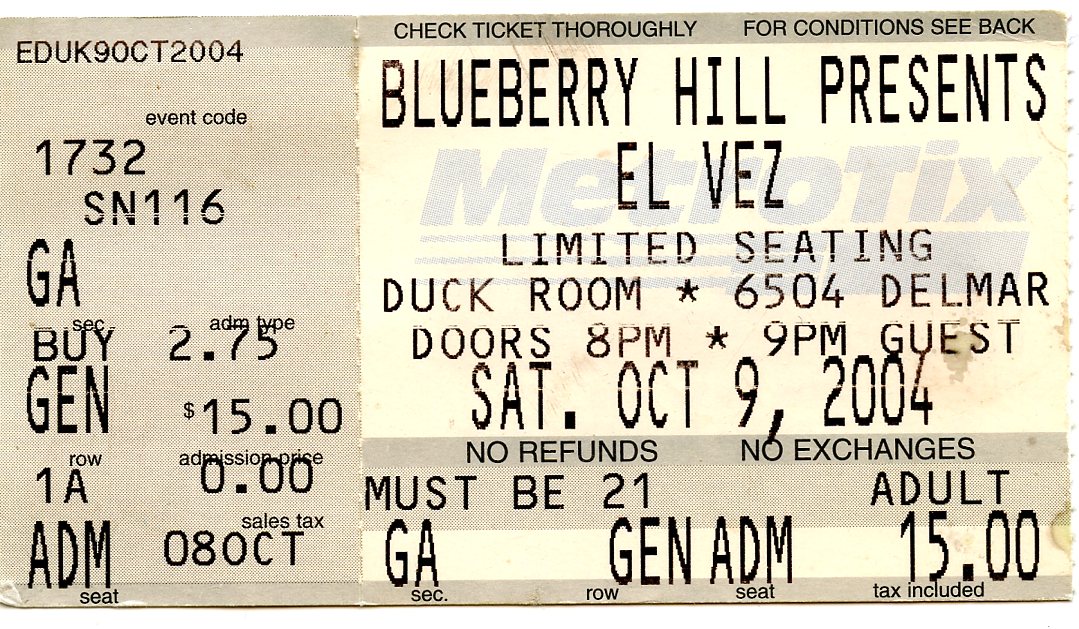 EDUK9OCT2004
event code
1732
SN116
GA
sec. adm type
BUY 2.75
GEN $ 15.00
row admission price
1A 0.00
sales tax
ADM 08OCT
seat
CHECK TICKET THOROUGHLY FOR CONDITIONS SEE BACK
BLUEBERRY HILL PRESENTS
MetroTix
EL VEZ
LIMITED SEATING
DUCK ROOM * 6504 DELMAR
DOORS 8PM * 9PM GUEST
SAT. OCT 9, 2004
NO REFUNDS NO EXCHANGES
MUST BE 21 ADULT
GA GEN ADM 15.00
sec. row seat tax included